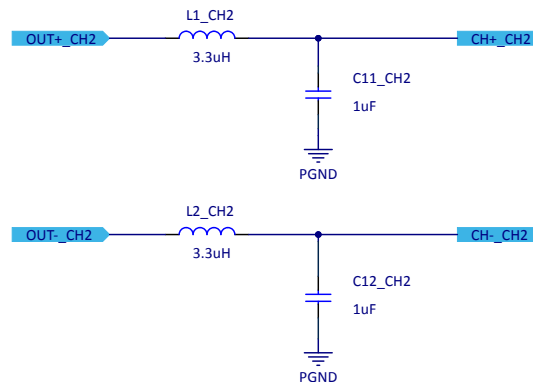 L1_CH2
OUT+_CH2
CH+_CH2
3.3uH
C11_CH2
1uF
PGND
L2_CH2
OUT-_CH2
CH-_CH2
3.3uH
C12_CH2
1uF
PGND